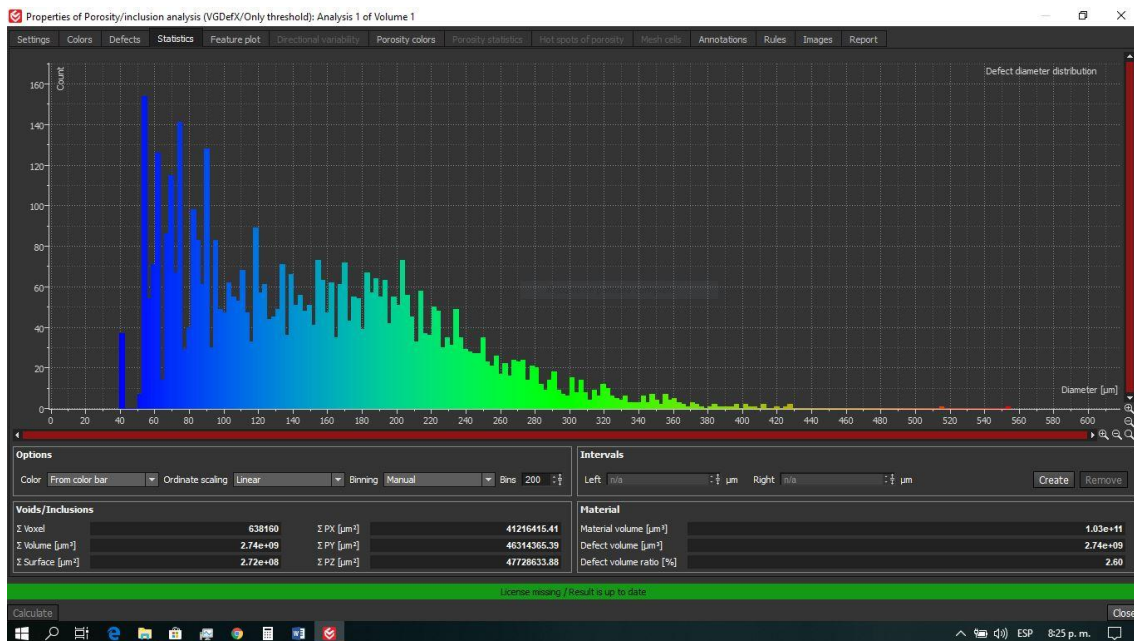 Properties of Porosity/inclusion analysis (VGDefX/Only threshold): Analysis 1 of Volume 1
Settings Colors Defects Statistics Feature plot Directional variability Porosity colors Porosity statistics Hot spots of porosity Mesh cells Annotations Rules Images Report
Defect diameter distribution
Count
160
140
120
100
80
60
40
20
0
Diameter [µm]
0 20 40 60 80 100 120 140 160 180 200 220 240 260 280 300 320 340 360 380 400 420 440 460 480 500 520 540 560 580 600
Options
Color From color bar Ordinate scaling Linear Binning Manual Bins 200
Intervals
Left n/a µm Right n/a µm Create Remove
Voids/Inclusions
Σ Voxel 638160 Σ PX [µm²] 41216415.41
Σ Volume [µm³] 2.74e+09 Σ PY [µm²] 46314365.39
Σ Surface [µm²] 2.72e+08 Σ PZ [µm²] 47728633.88
Material
Material volume [µm³] 1.03e+11
Defect volume [µm³] 2.74e+09
Defect volume ratio [%] 2.60
License missing / Result is up to date
Calculate Close
ESP 8:25 p. m.